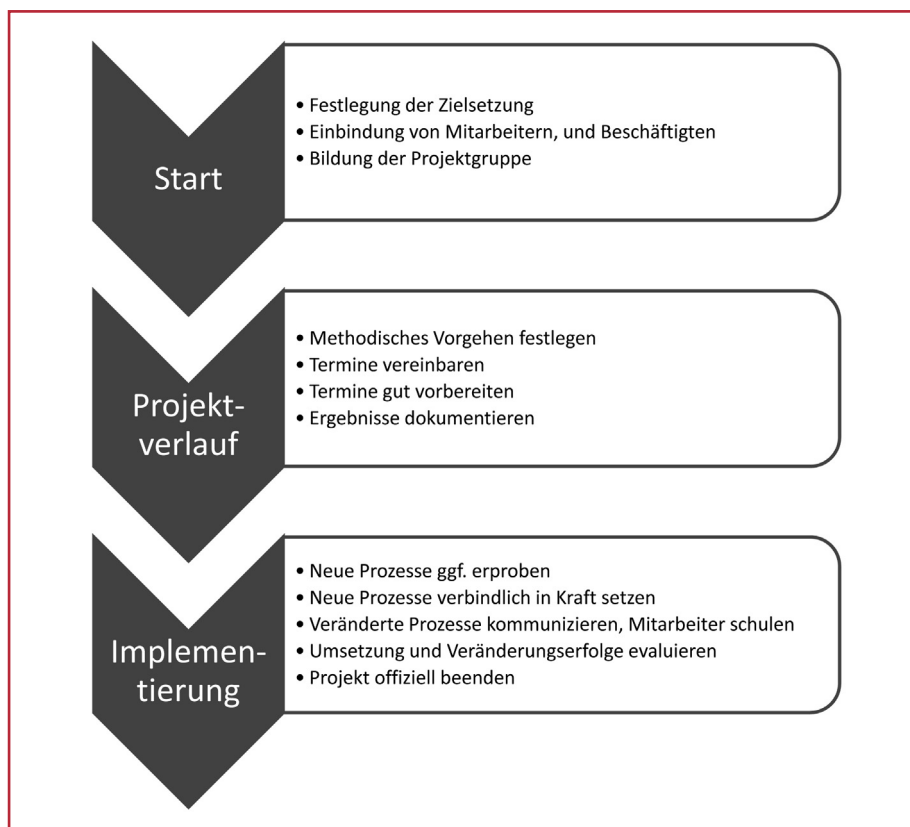 Start
• Festlegung der Zielsetzung
• Einbindung von Mitarbeitern, und Beschäftigten
• Bildung der Projektgruppe
Projekt-
verlauf
• Methodisches Vorgehen festlegen
• Termine vereinbaren
• Termine gut vorbereiten
• Ergebnisse dokumentieren
Implemen-
tierung
• Neue Prozesse ggf. erproben
• Neue Prozesse verbindlich in Kraft setzen
• Veränderte Prozesse kommunizieren, Mitarbeiter schulen
• Umsetzung und Veränderungserfolge evaluieren
• Projekt offiziell beenden